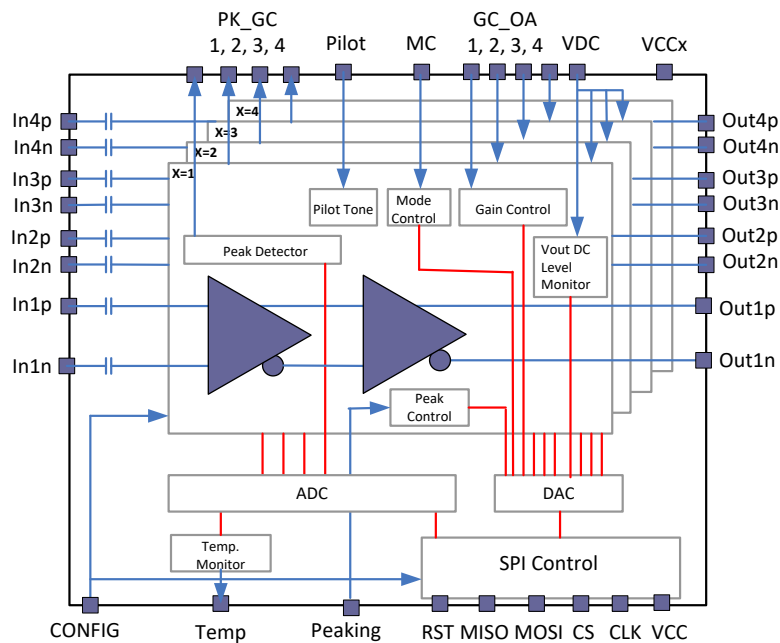 PK_GC
1, 2, 3, 4
Pilot
MC
GC_OA
1, 2, 3, 4
VDC
VCCx
In4p
In4n
In3p
In3n
In2p
In2n
In1p
In1n
X=4
X=3
X=2
X=1
Out4p
Out4n
Out3p
Out3n
Out2p
Out2n
Out1p
Out1n
Pilot Tone
Mode
Control
Gain Control
Peak Detector
Vout DC
Level
Monitor
Peak
Control
ADC
DAC
Temp.
Monitor
SPI Control
CONFIG
Temp
Peaking
RST
MISO
MOSI
CS
CLK
VCC